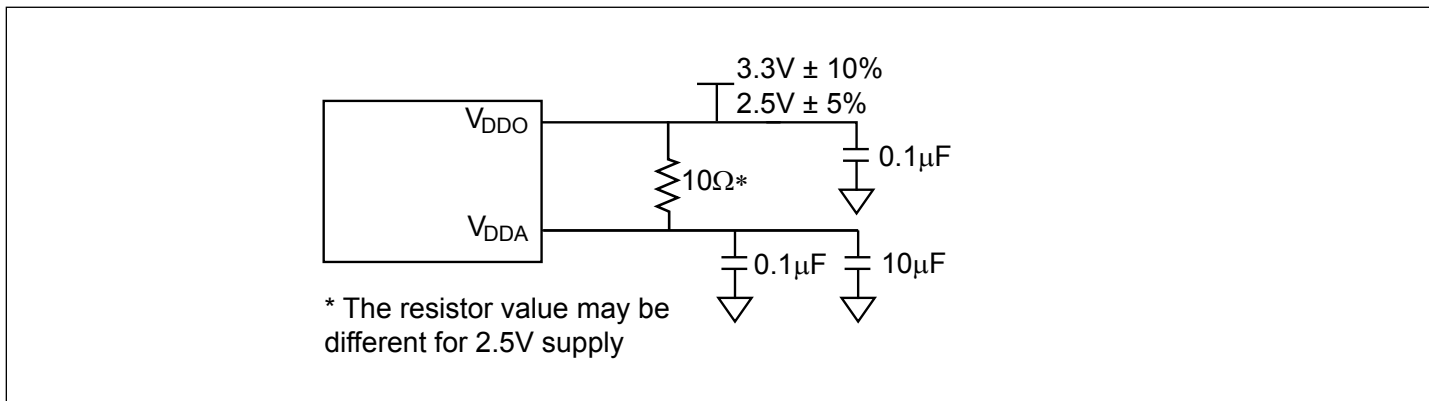 3.3V ± 10%
2.5V ± 5%
VDDO
0.1μF
10Ω*
VDDA
0.1μF
10μF
* The resistor value may be
different for 2.5V supply